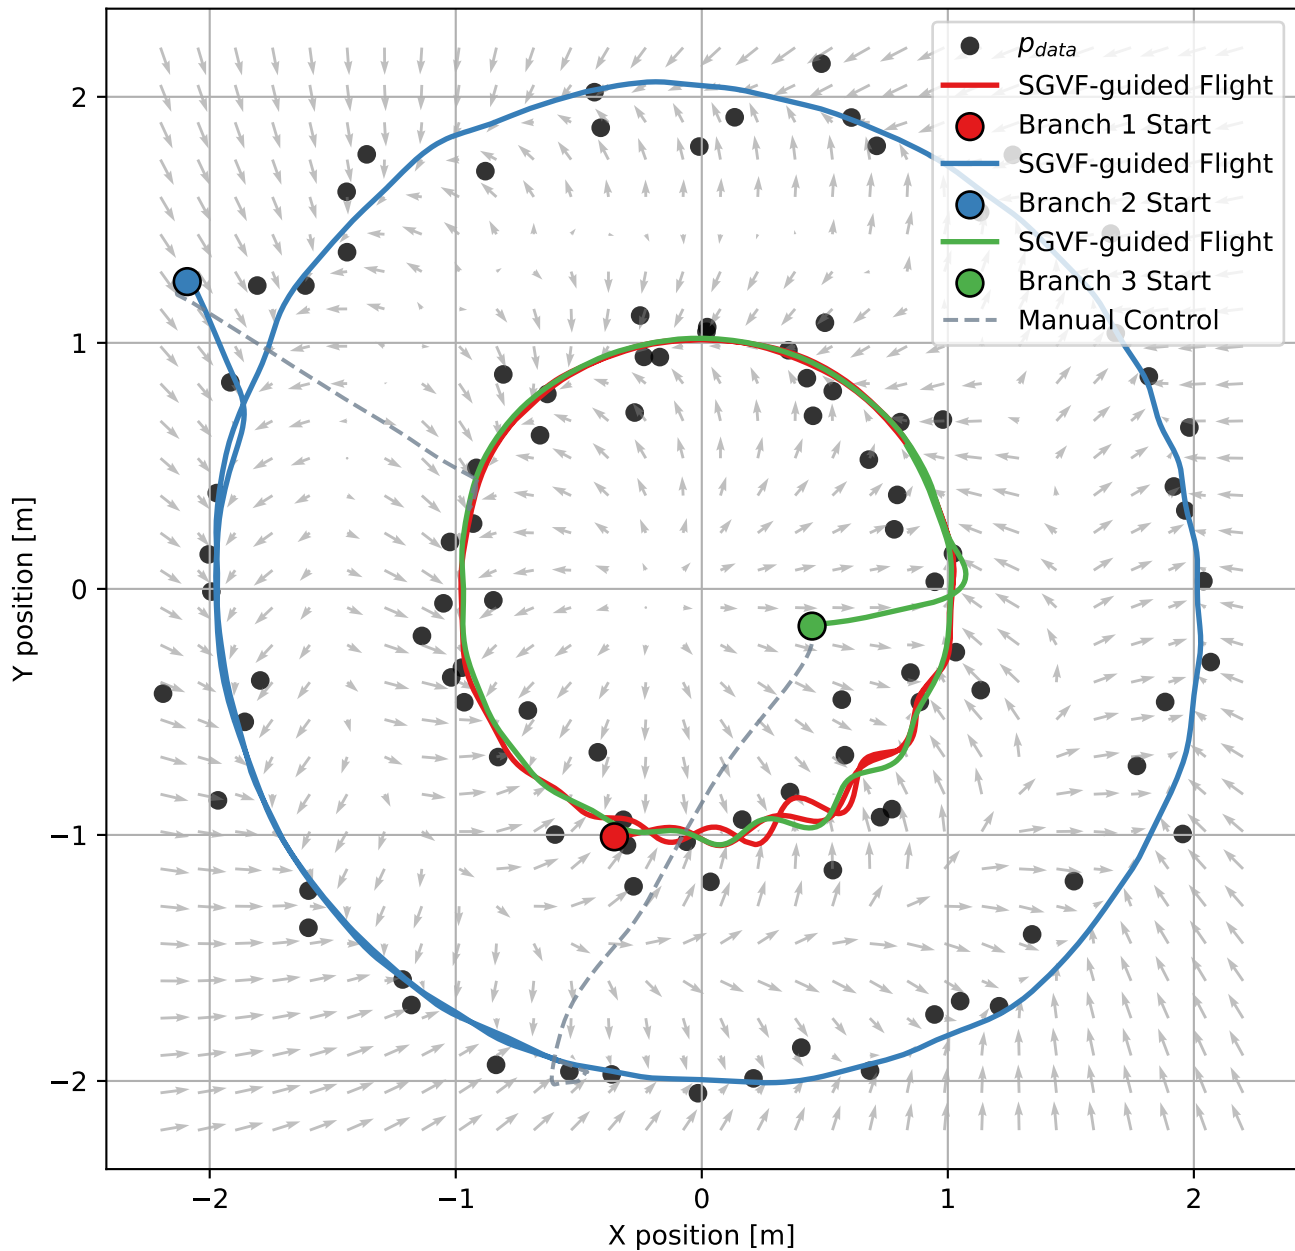 p_data
SGVF-guided Flight
Branch 1 Start
SGVF-guided Flight
Branch 2 Start
SGVF-guided Flight
Branch 3 Start
Manual Control
2
1
0
−1
−2
Y position [m]
−2
−1
0
1
2
X position [m]